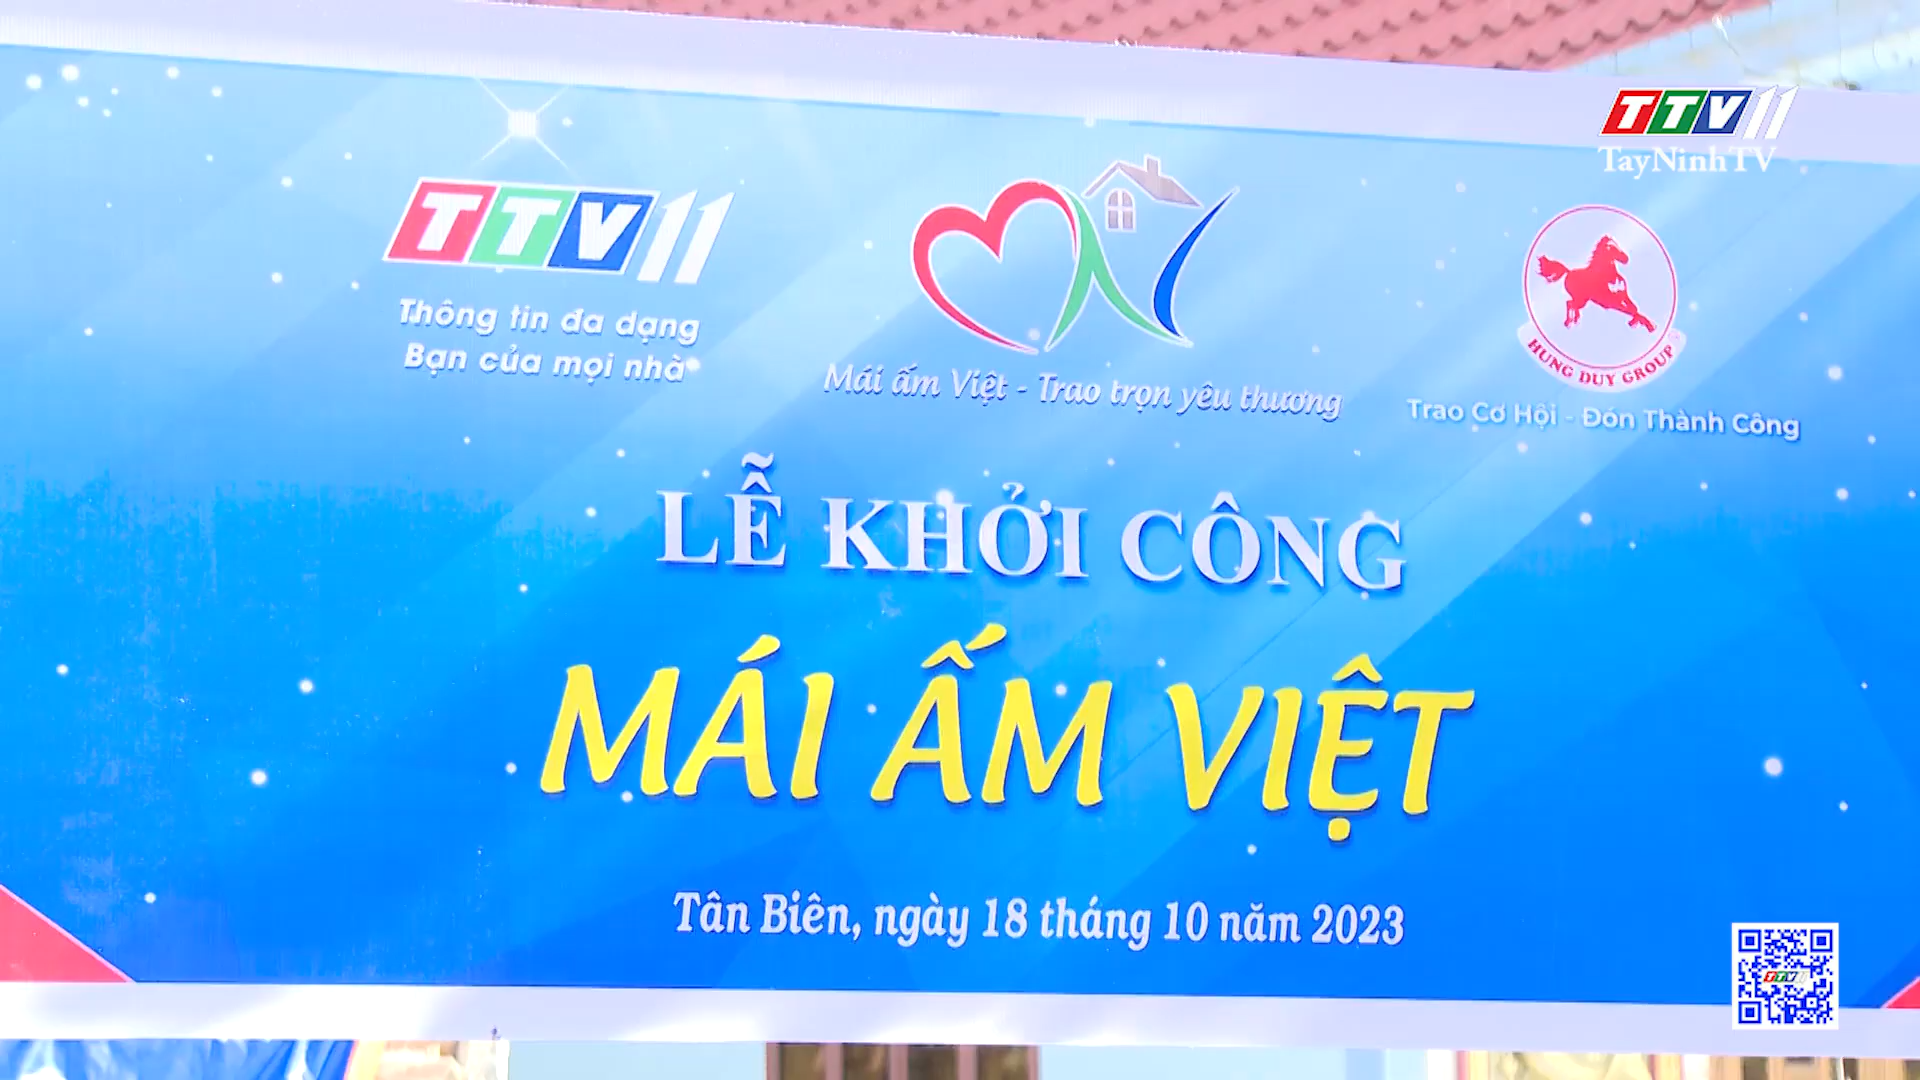 TTV11
TayNinhTV
TTV11
Thông tin đa dạng
Bạn của mọi nhà
Mái ấm Việt - Trao trọn yêu thương
HUNG DUY GROUP
Trao Cơ Hội - Đón Thành Công
LỄ KHỞI CÔNG
MÁI ẤM VIỆT
Tân Biên, ngày 18 tháng 10 năm 2023
TTV11